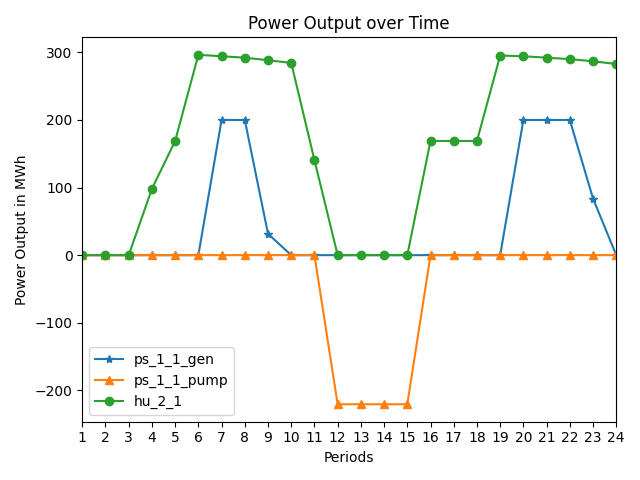 Power Output over Time
Power Output in MWh
300
200
100
0
−100
−200
ps_1_1_gen
ps_1_1_pump
hu_2_1
1 2 3 4 5 6 7 8 9 10 11 12 13 14 15 16 17 18 19 20 21 22 23 24
Periods